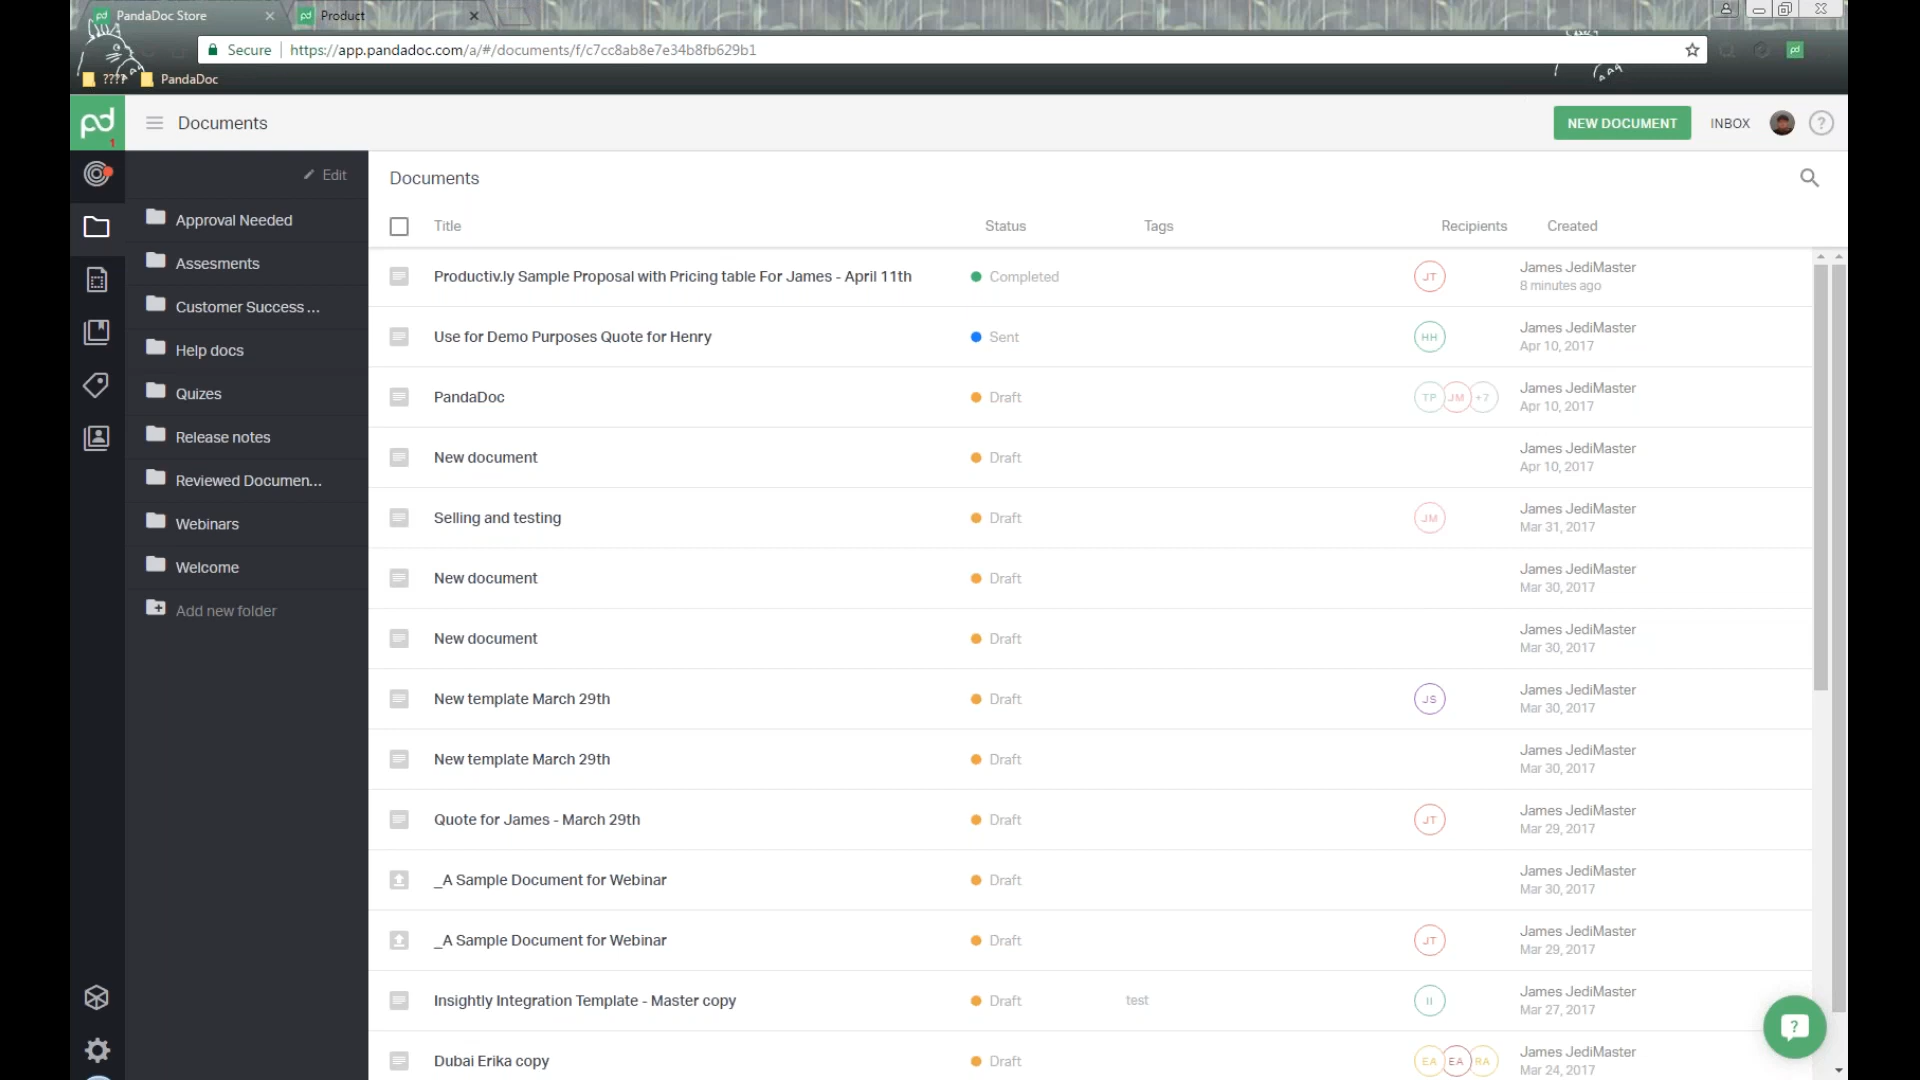 PandaDoc Store
Product
Secure
https://app.pandadoc.com/a/#/documents/f/c7cc8ab8e7e34b8fb629b1
????
PandaDoc
pd
1
Documents
NEW DOCUMENT
INBOX
?
Edit
Approval Needed
Assesments
Customer Success ...
Help docs
Quizes
Release notes
Reviewed Documen...
Webinars
Welcome
Add new folder
Documents
Title Status Tags Recipients Created
Productiv.ly Sample Proposal with Pricing table For James - April 11th Completed JT James JediMaster
8 minutes ago
Use for Demo Purposes Quote for Henry Sent HH James JediMaster
Apr 10, 2017
PandaDoc Draft TP JM +7 James JediMaster
Apr 10, 2017
New document Draft James JediMaster
Apr 10, 2017
Selling and testing Draft JM James JediMaster
Mar 31, 2017
New document Draft James JediMaster
Mar 30, 2017
New document Draft James JediMaster
Mar 30, 2017
New template March 29th Draft JS James JediMaster
Mar 30, 2017
New template March 29th Draft James JediMaster
Mar 30, 2017
Quote for James - March 29th Draft JT James JediMaster
Mar 29, 2017
_A Sample Document for Webinar Draft James JediMaster
Mar 30, 2017
_A Sample Document for Webinar Draft JT James JediMaster
Mar 29, 2017
Insightly Integration Template - Master copy Draft test II James JediMaster
Mar 27, 2017
Dubai Erika copy Draft EA EA RA James JediMaster
Mar 24, 2017
?